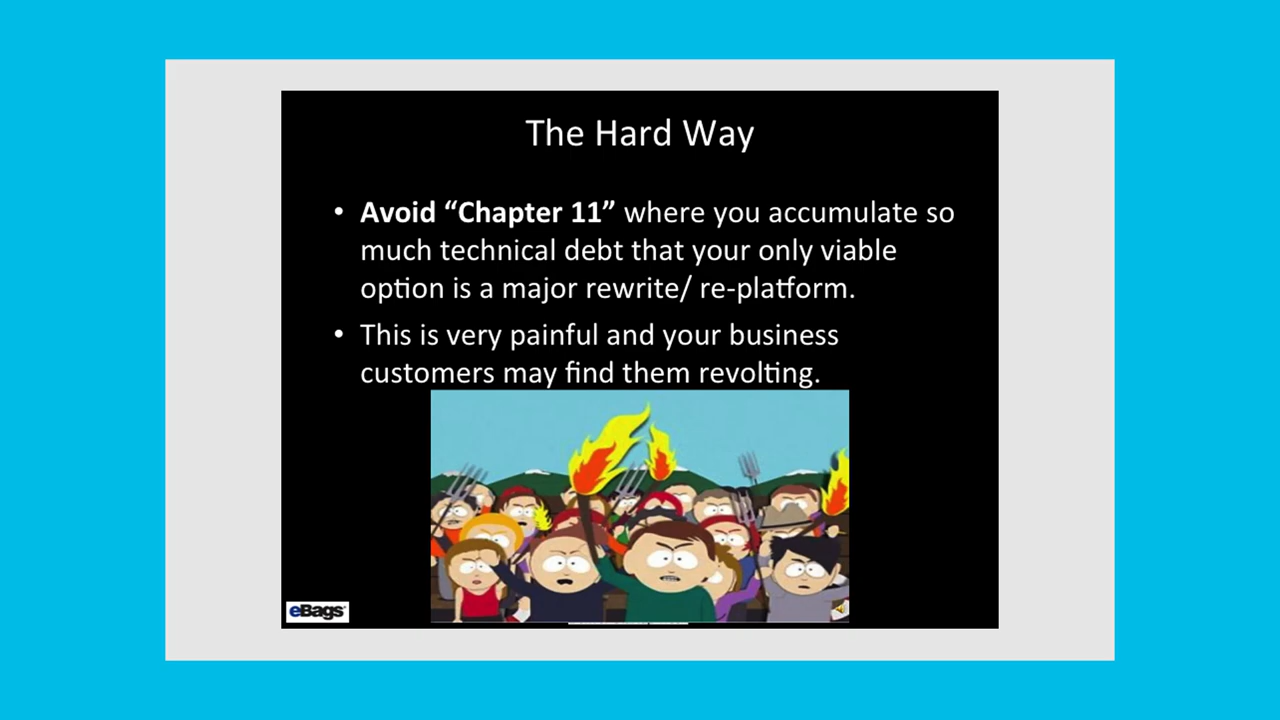 The Hard Way
• Avoid “Chapter 11” where you accumulate so
much technical debt that your only viable
option is a major rewrite/ re-platform.
• This is very painful and your business
customers may find them revolting.
eBags